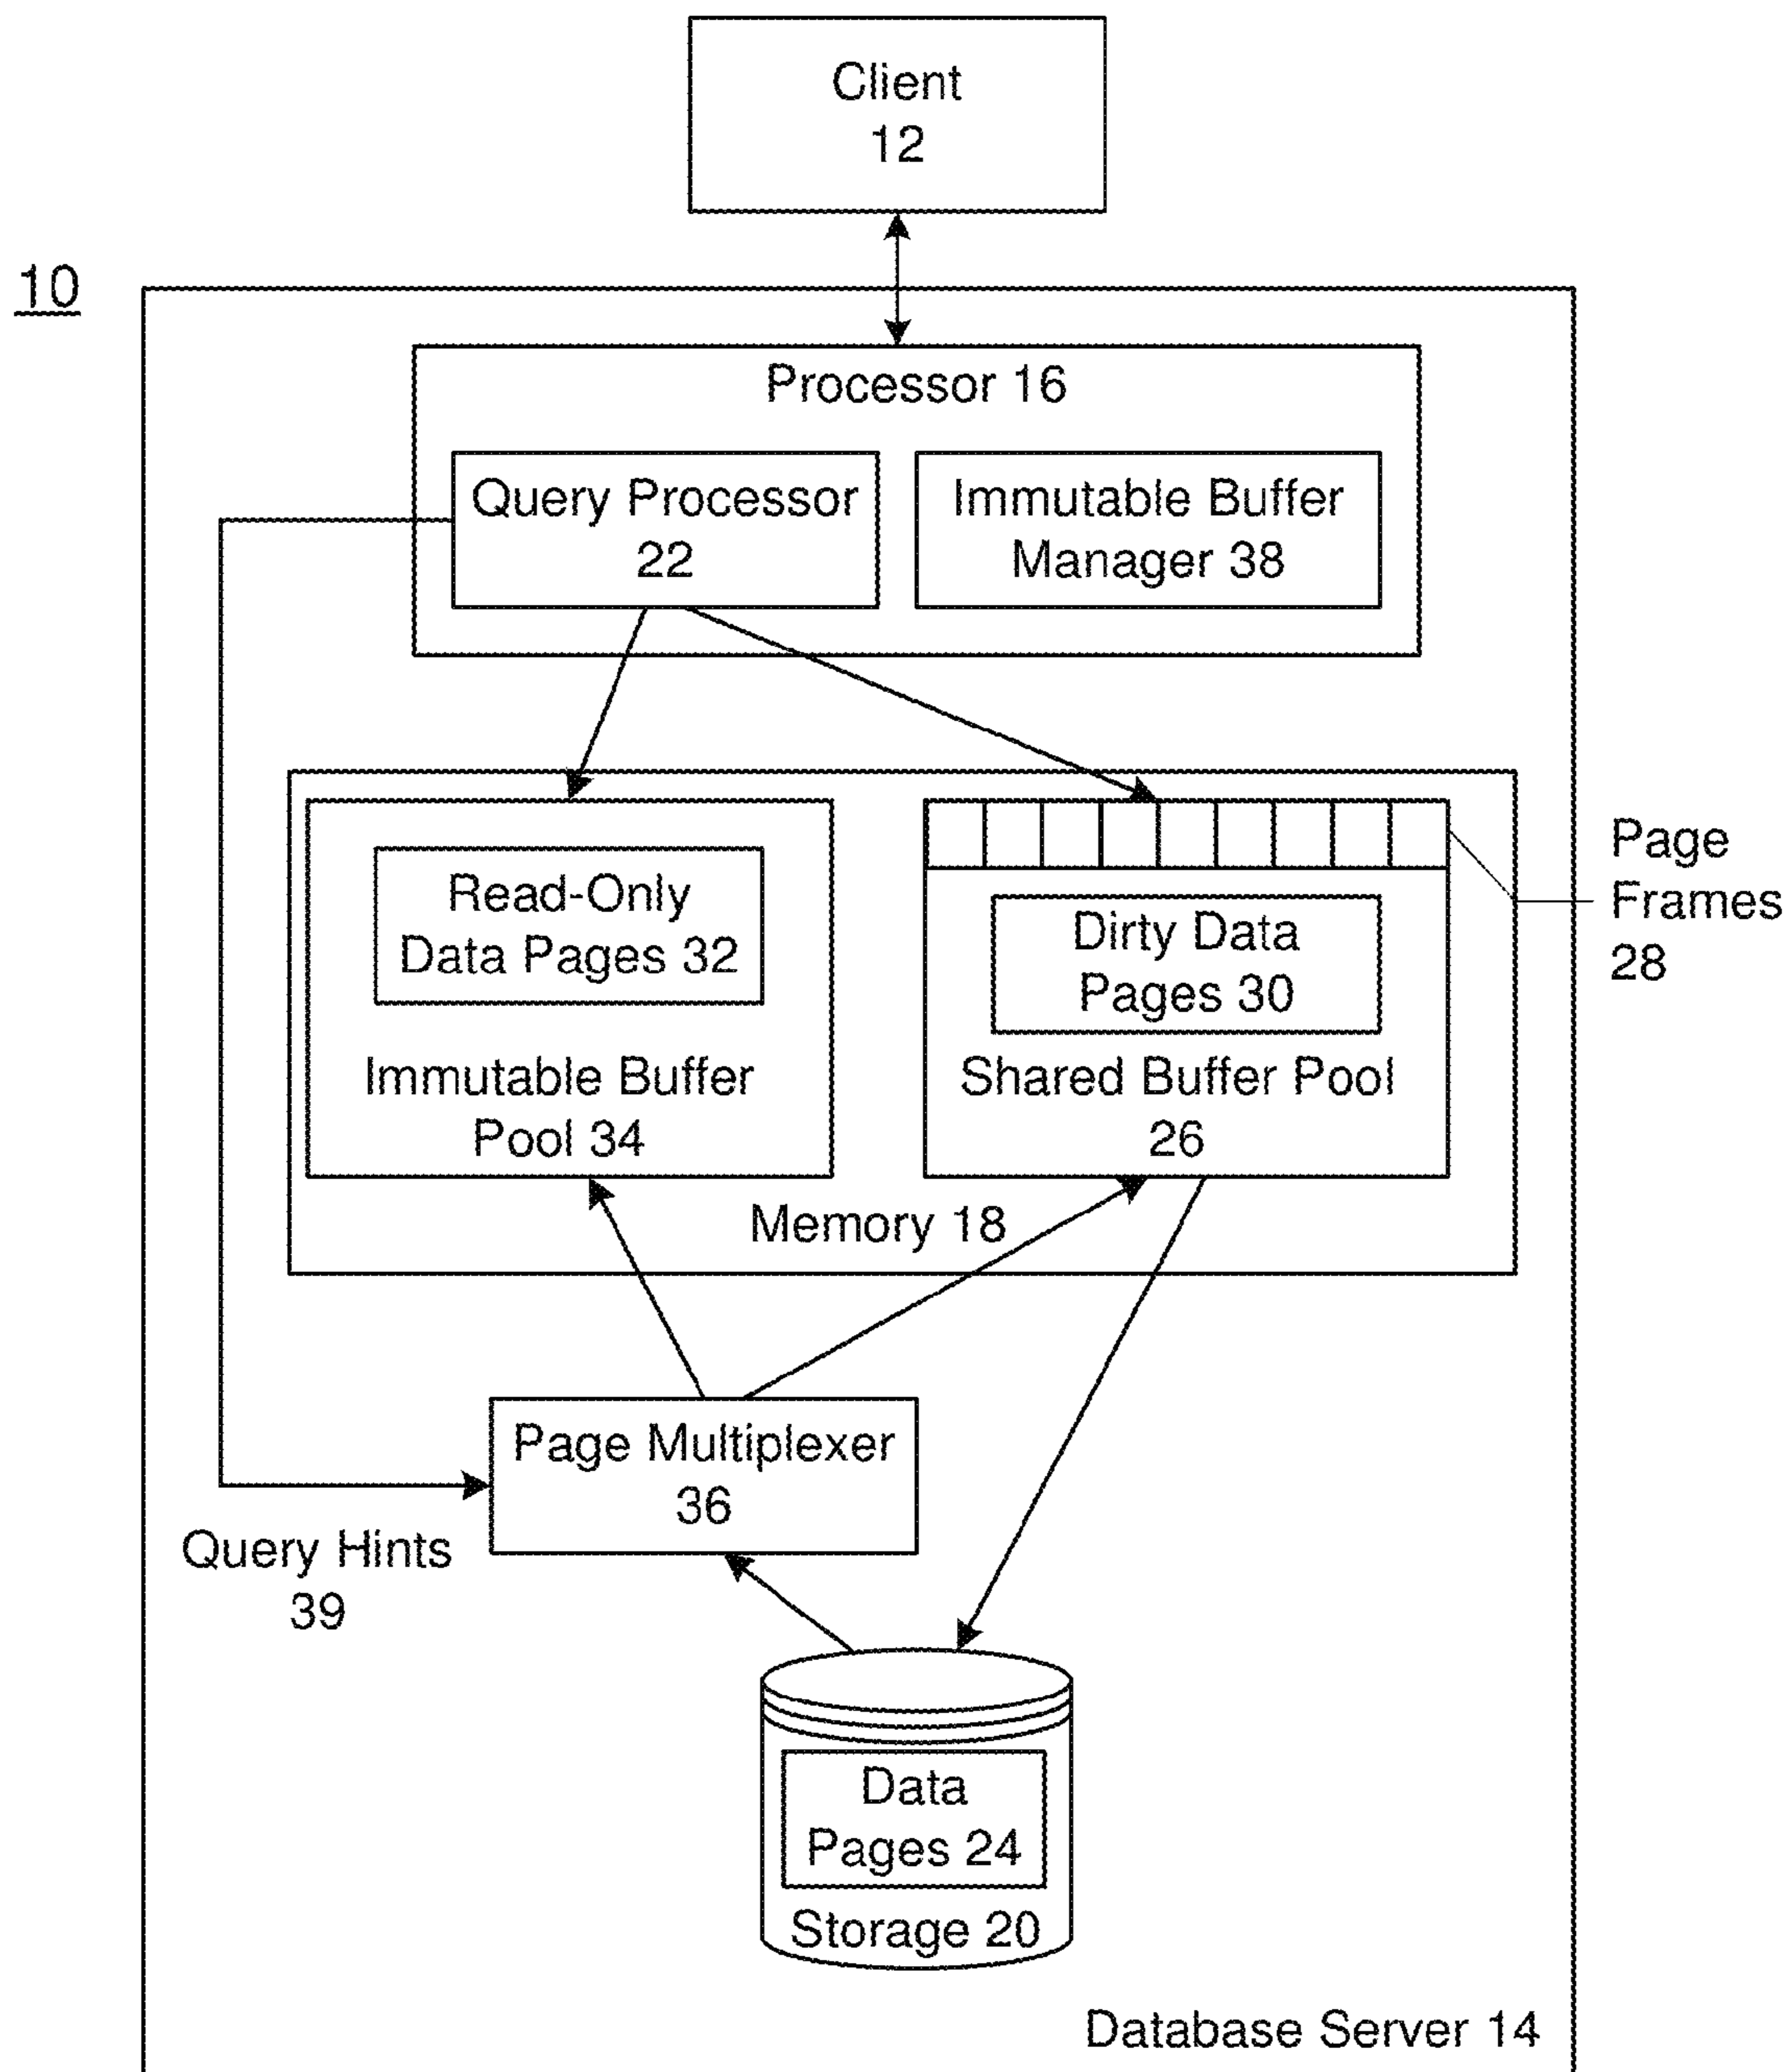 Client
12
10
Processor 16
Query Processor
22
Immutable Buffer
Manager 38
Read-Only
Data Pages 32
Immutable Buffer
Pool 34
Dirty Data
Pages 30
Shared Buffer Pool
26
Page
Frames
28
Memory 18
Page Multiplexer
36
Query Hints
39
Data
Pages 24
Storage 20
Database Server 14